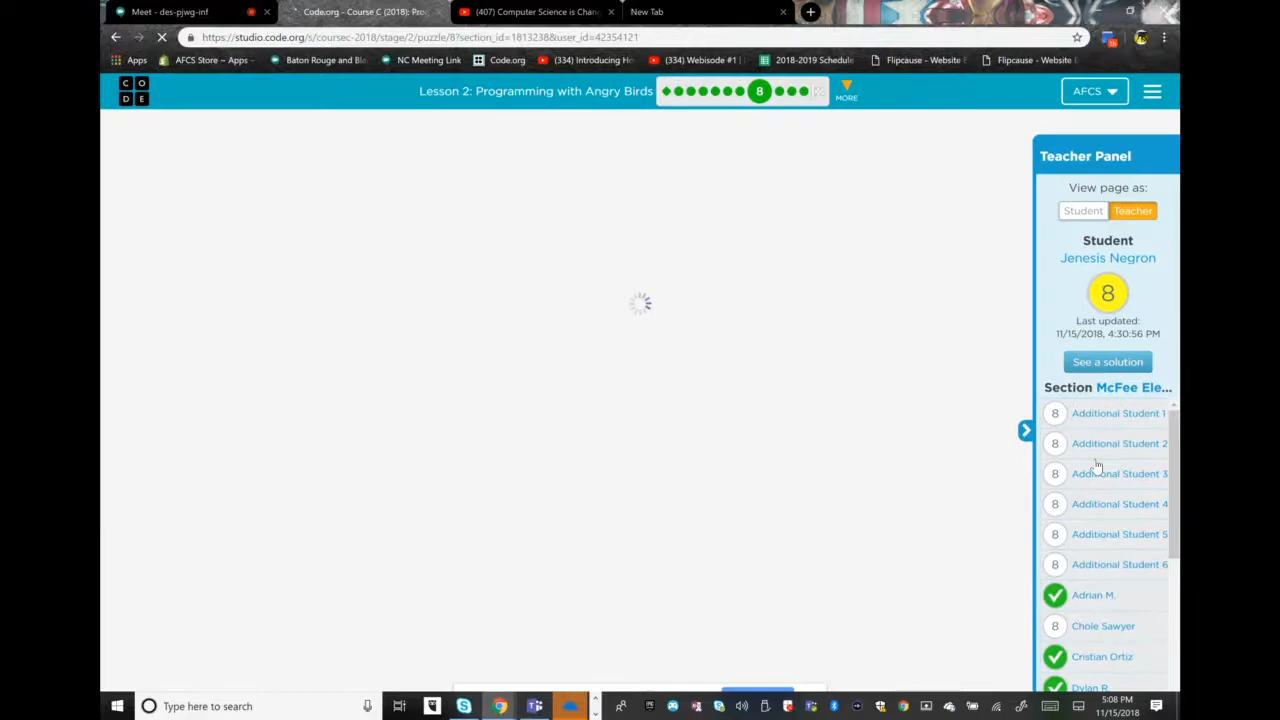 Meet - des-pjwg-inf
Code.org - Course C (2018): Pro
(407) Computer Science is Chan
New Tab
https://studio.code.org/s/coursec-2018/stage/2/puzzle/8?section_id=1813238&user_id=42354121
Apps
AFCS Store ~ Apps -
Baton Rouge and Bla
NC Meeting Link
Code.org
(334) Introducing Ho
(334) Webisode #1 |
2018-2019 Schedule
Flipcause - Website E
Flipcause - Website
CODE
Lesson 2: Programming with Angry Birds
8
MORE
AFCS
Teacher Panel
View page as:
Student Teacher
Student
Jenesis Negron
8
Last updated:
11/15/2018, 4:30:56 PM
See a solution
Section McFee Ele...
8 Additional Student 1
8 Additional Student 2
8 Additional Student 3
8 Additional Student 4
8 Additional Student 5
8 Additional Student 6
Adrian M.
8 Chole Sawyer
Cristian Ortiz
Dylan R.
Type here to search
5:08 PM
11/15/2018